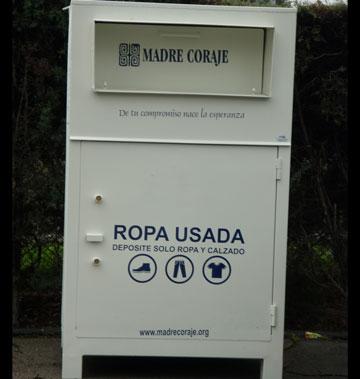 MADRE CORAJE
De tu compromiso nace la esperanza
ROPA USADA
DEPOSITE SOLO ROPA Y CALZADO
www.madrecoraje.org